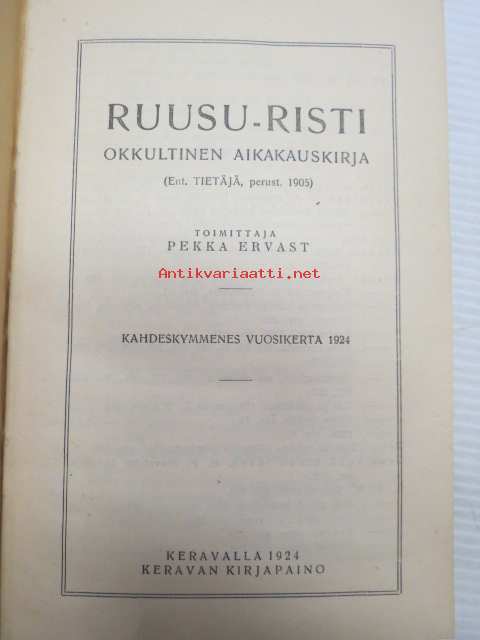 RUUSU-RISTI
OKKULTINEN AIKAKAUSKIRJA
(Ent. TIETÄJÄ, perust. 1905)
TOIMITTAJA
PEKKA ERVAST
Antikvariaatti.net
KAHDESKYMMENES VUOSIKERTA 1924
KERAVALLA 1924
KERAVAN KIRJAPAINO